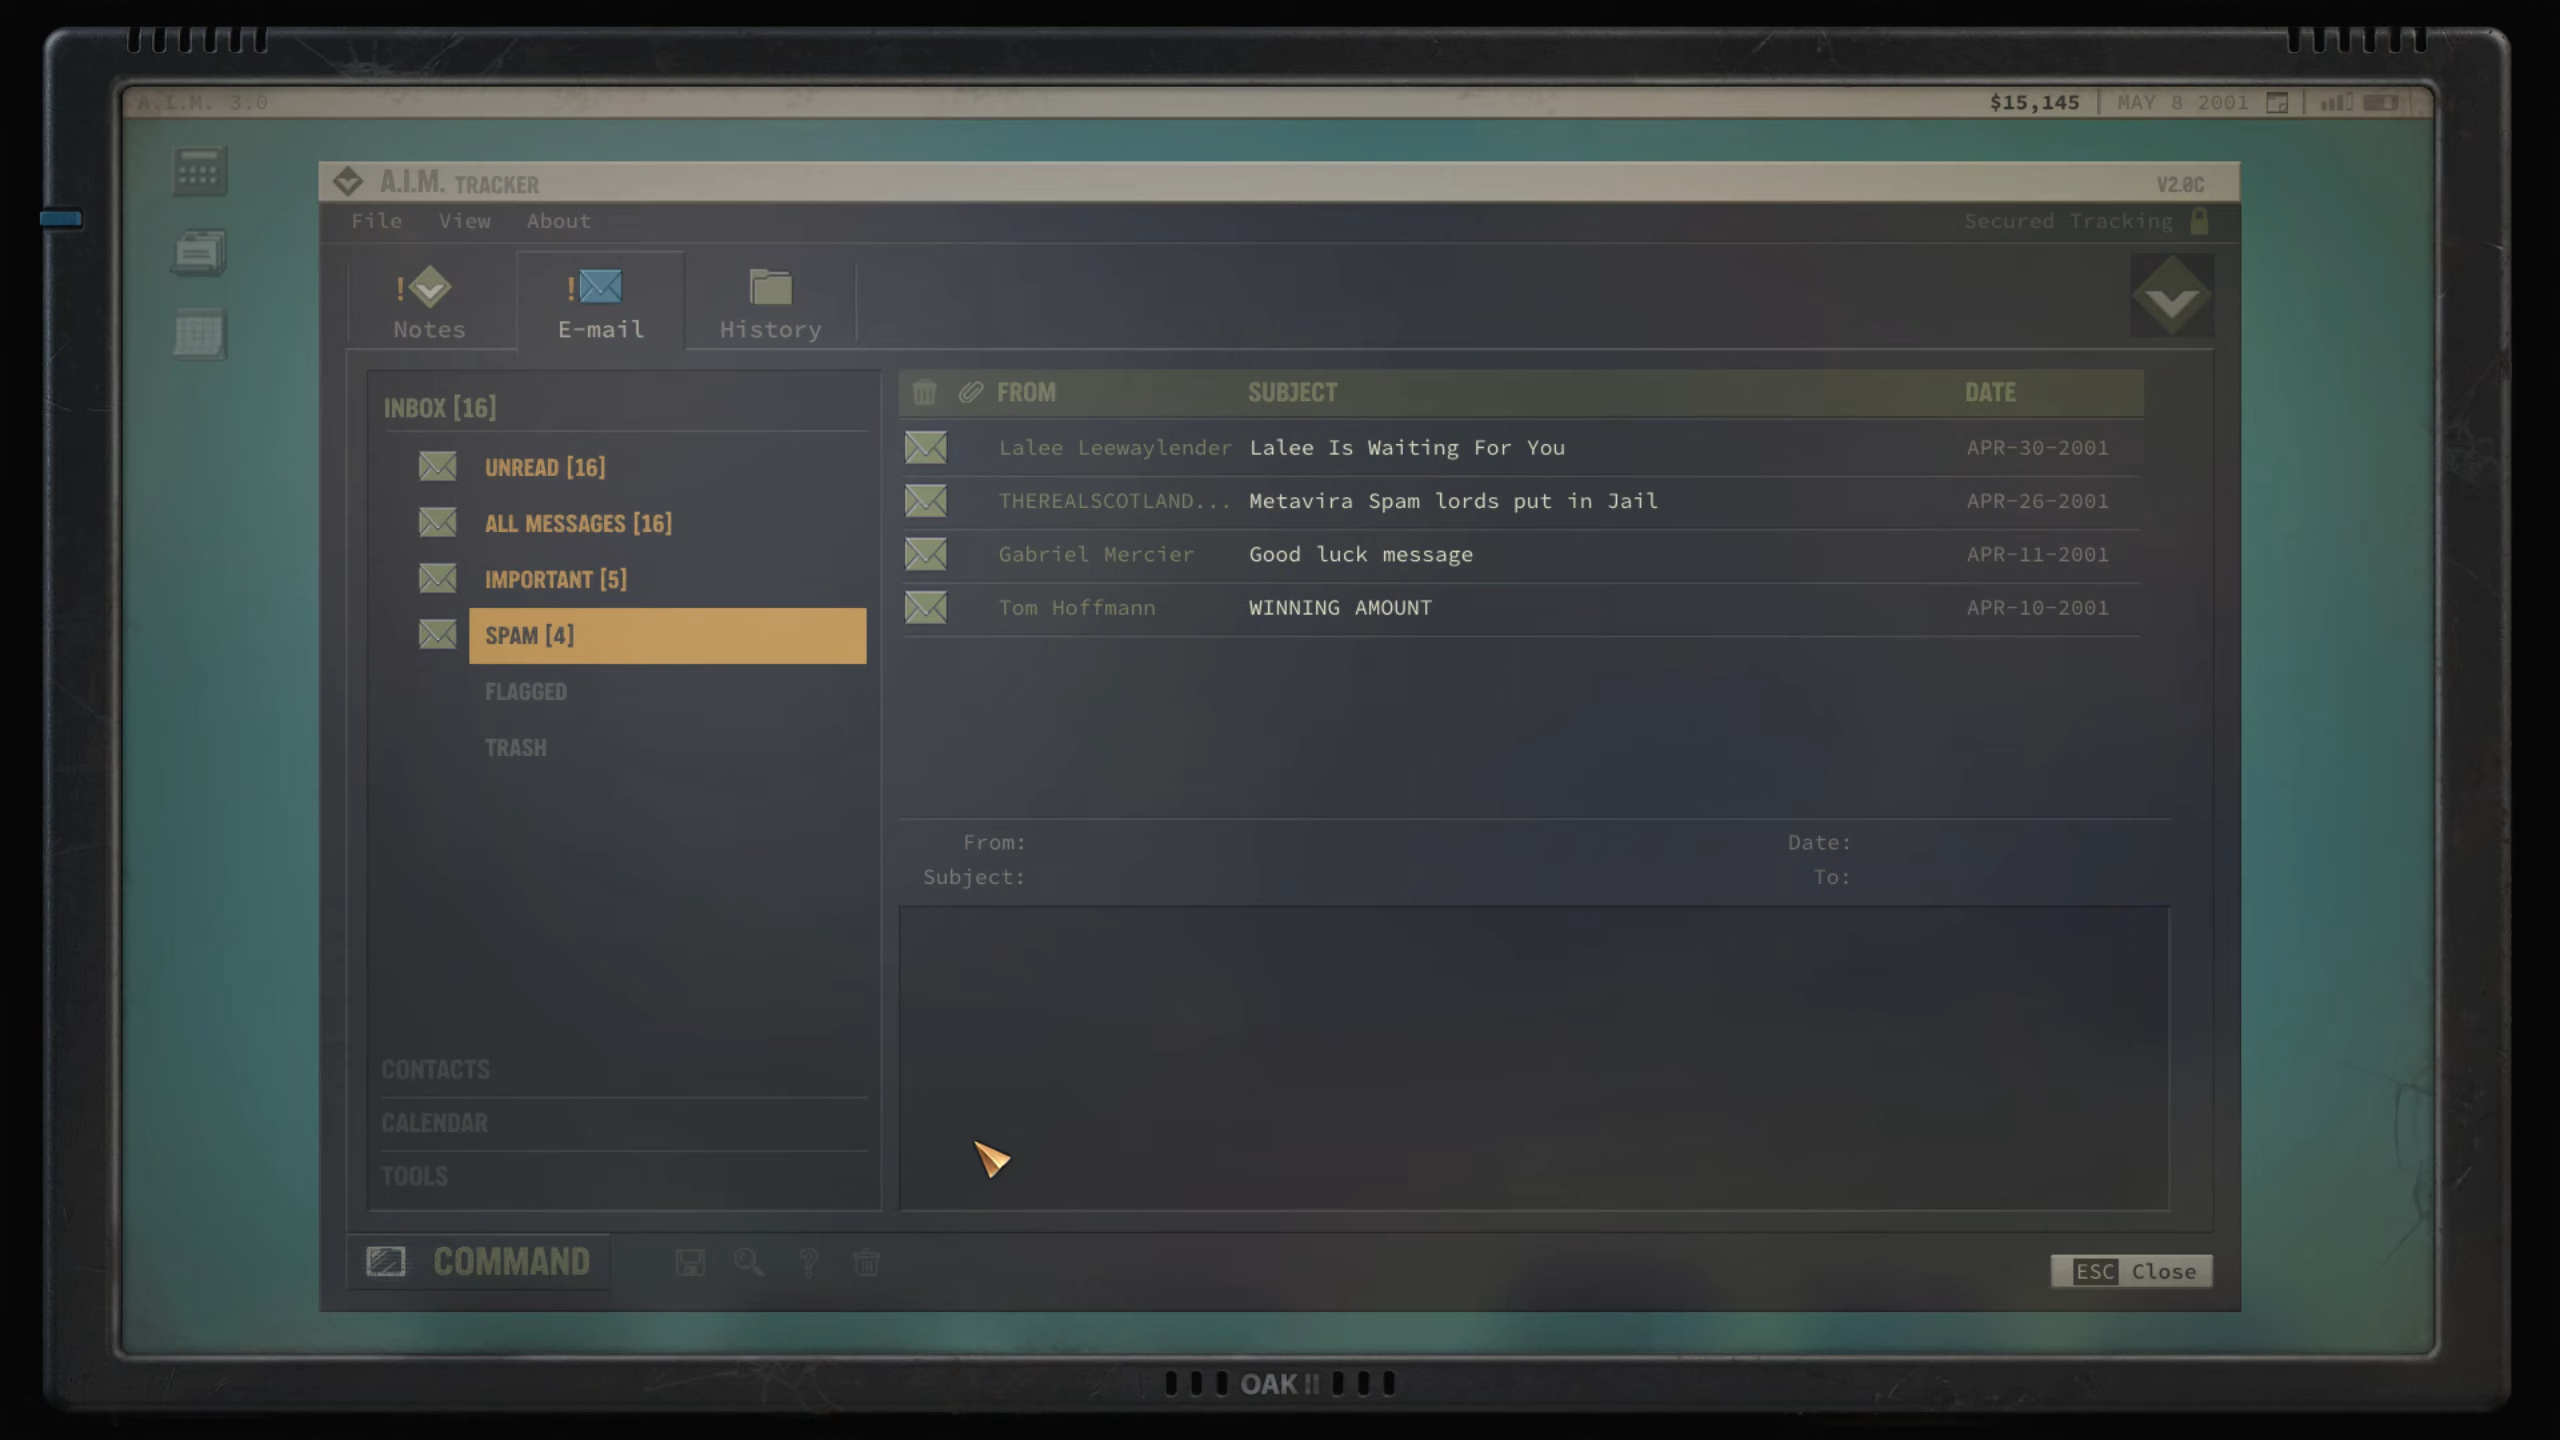 A.I.M. 3.0
$15,145 MAY 8 2001
A.I.M. TRACKER
V2.0C
File View About
Secured Tracking
! Notes
! E-mail
History
INBOX [16]
UNREAD [16]
ALL MESSAGES [16]
IMPORTANT [5]
SPAM [4]
FLAGGED
TRASH
CONTACTS
CALENDAR
TOOLS
FROM SUBJECT DATE
Lalee Leewaylender Lalee Is Waiting For You APR-30-2001
THEREALSCOTLAND... Metavira Spam lords put in Jail APR-26-2001
Gabriel Mercier Good luck message APR-11-2001
Tom Hoffmann WINNING AMOUNT APR-10-2001
From: Date:
Subject: To:
COMMAND
?
ESC Close
OAK II